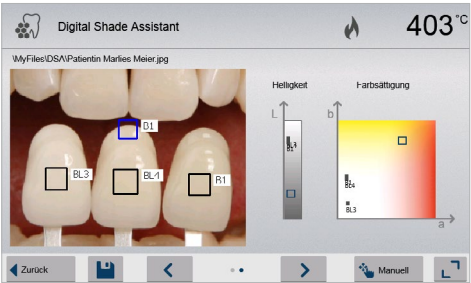 Digital Shade Assistant
403°C
\MyFiles\DSA\Patientin Marlies Meier.jpg
Helligkeit
Farbsättigung
L
b
B1
BL3
BL4
B1
BL4
BL3
a
Zurück
Manuell